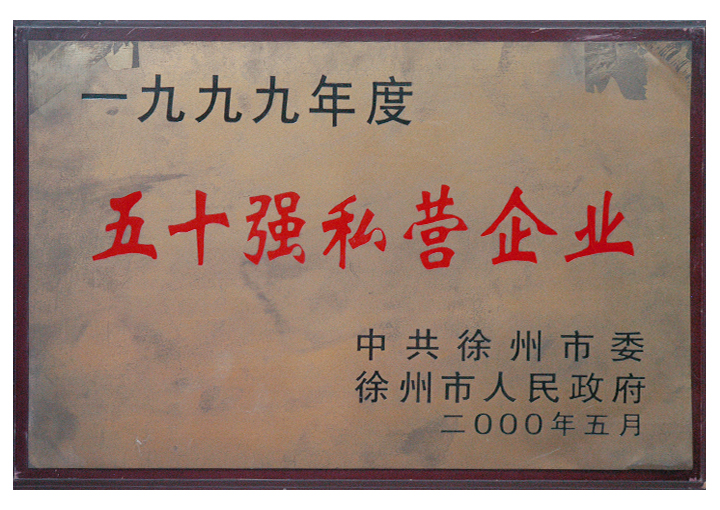 一九九九年度
五十强私营企业
中共徐州市委
徐州市人民政府
二000年五月